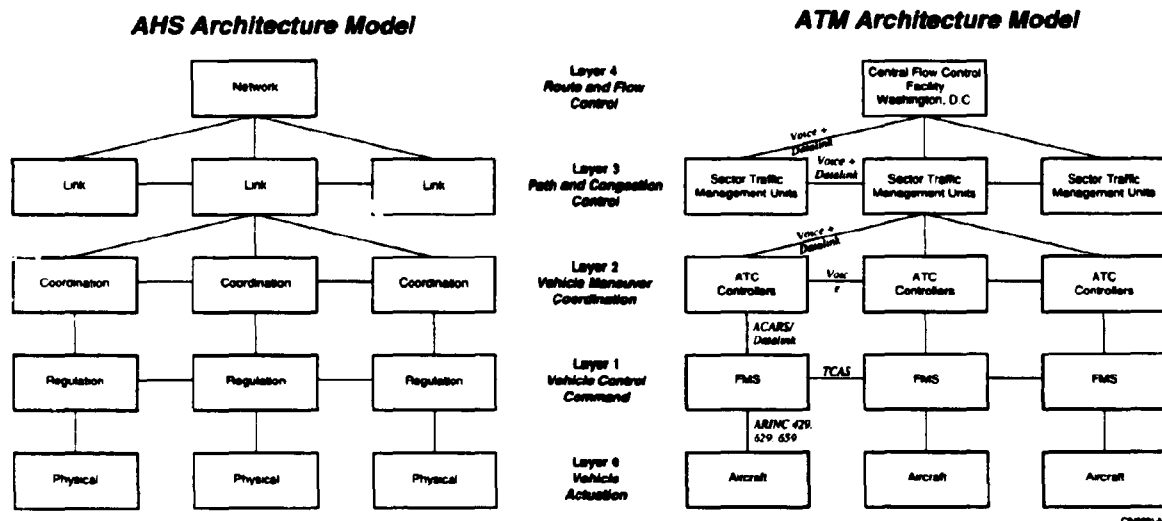 AHS Architecture Model
ATM Architecture Model
Network
Layer 4
Route and Flow
Control
Central Flow Control
Facility
Washington, D.C
Voice +
Datalink
Link
Link
Link
Layer 3
Path and Congestion
Control
Sector Traffic
Management Units
Voice +
Datalink
Sector Traffic
Management Units
Sector Traffic
Management Units
Voice +
Datalink
Coordination
Coordination
Coordination
Layer 2
Vehicle Maneuver
Coordination
ATC
Controllers
Voic
e
ATC
Controllers
ATC
Controllers
ACARS/
Datalink
Regulation
Regulation
Regulation
Layer 1
Vehicle Control
Command
FMS
TCAS
FMS
FMS
ARINC 429,
629, 659
Physical
Physical
Physical
Layer 0
Vehicle
Actuation
Aircraft
Aircraft
Aircraft